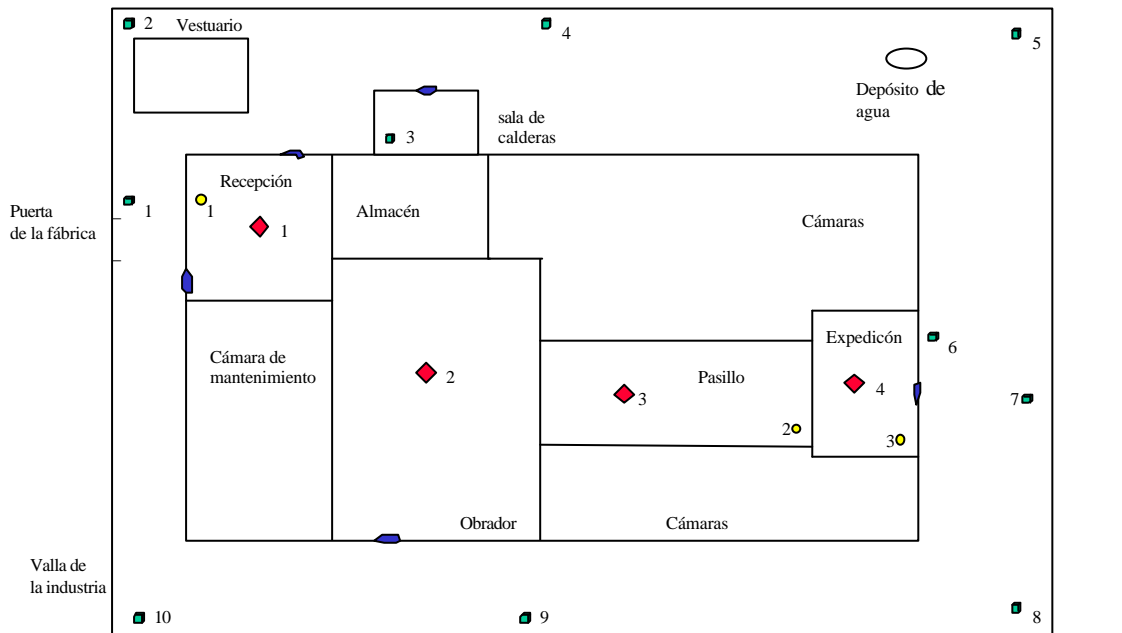 2
Vestuario
4
5
Depósito de
agua
sala de
calderas
3
Recepción
Almacén
Cámaras
Puerta
de la fábrica
1
1
1
Expedicón
6
Cámara de
mantenimiento
2
Pasillo
3
4
7
2
3
Obrador
Cámaras
Valla de
la industria
10
9
8